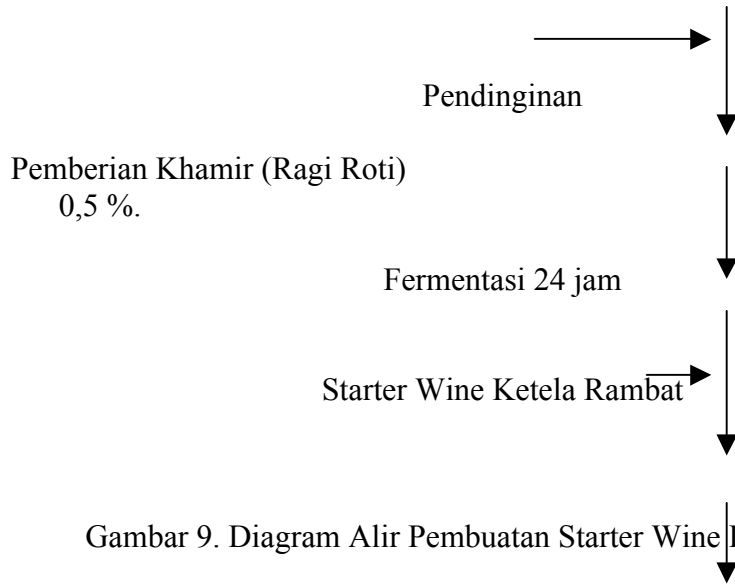 Pendinginan
Pemberian Khamir (Ragi Roti)
0,5 %.
Fermentasi 24 jam
Starter Wine Ketela Rambat
Gambar 9. Diagram Alir Pembuatan Starter Wine